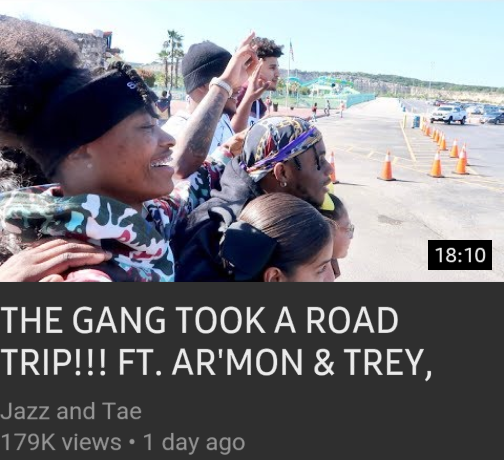 18:10
THE GANG TOOK A ROAD
TRIP!!! FT. AR'MON & TREY,
Jazz and Tae
179K views • 1 day ago